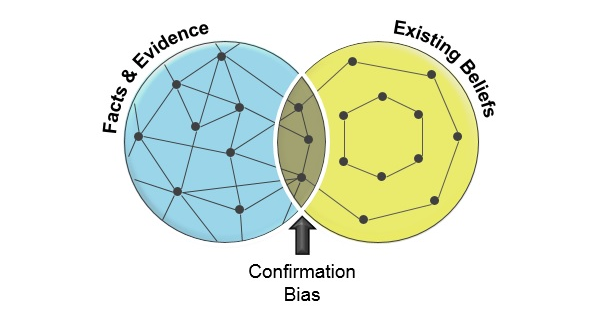 Facts & Evidence
Existing Beliefs
Confirmation
Bias